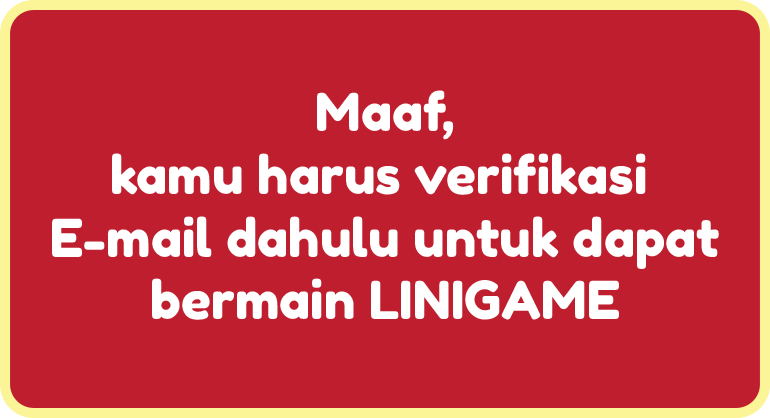 Maaf,
kamu harus verifikasi
E-mail dahulu untuk dapat
bermain LINIGAME